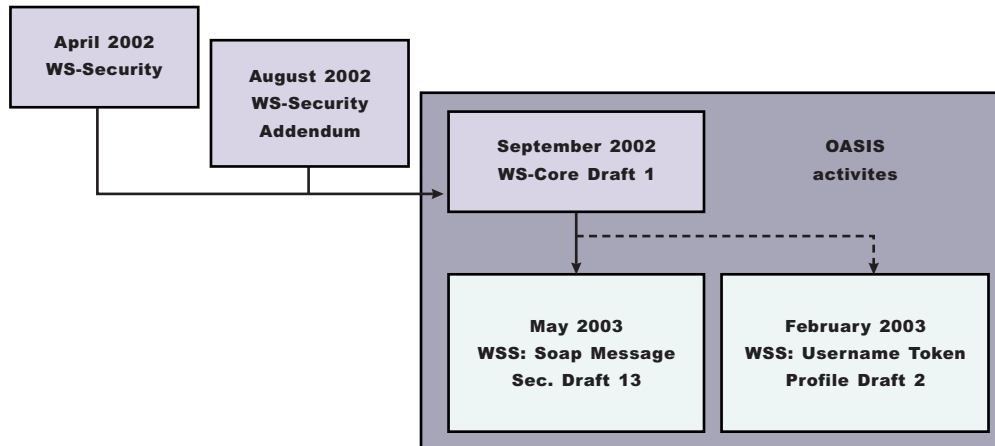 April 2002
WS-Security
August 2002
WS-Security
Addendum
September 2002
WS-Core Draft 1
OASIS
activites
May 2003
WSS: Soap Message
Sec. Draft 13
February 2003
WSS: Username Token
Profile Draft 2